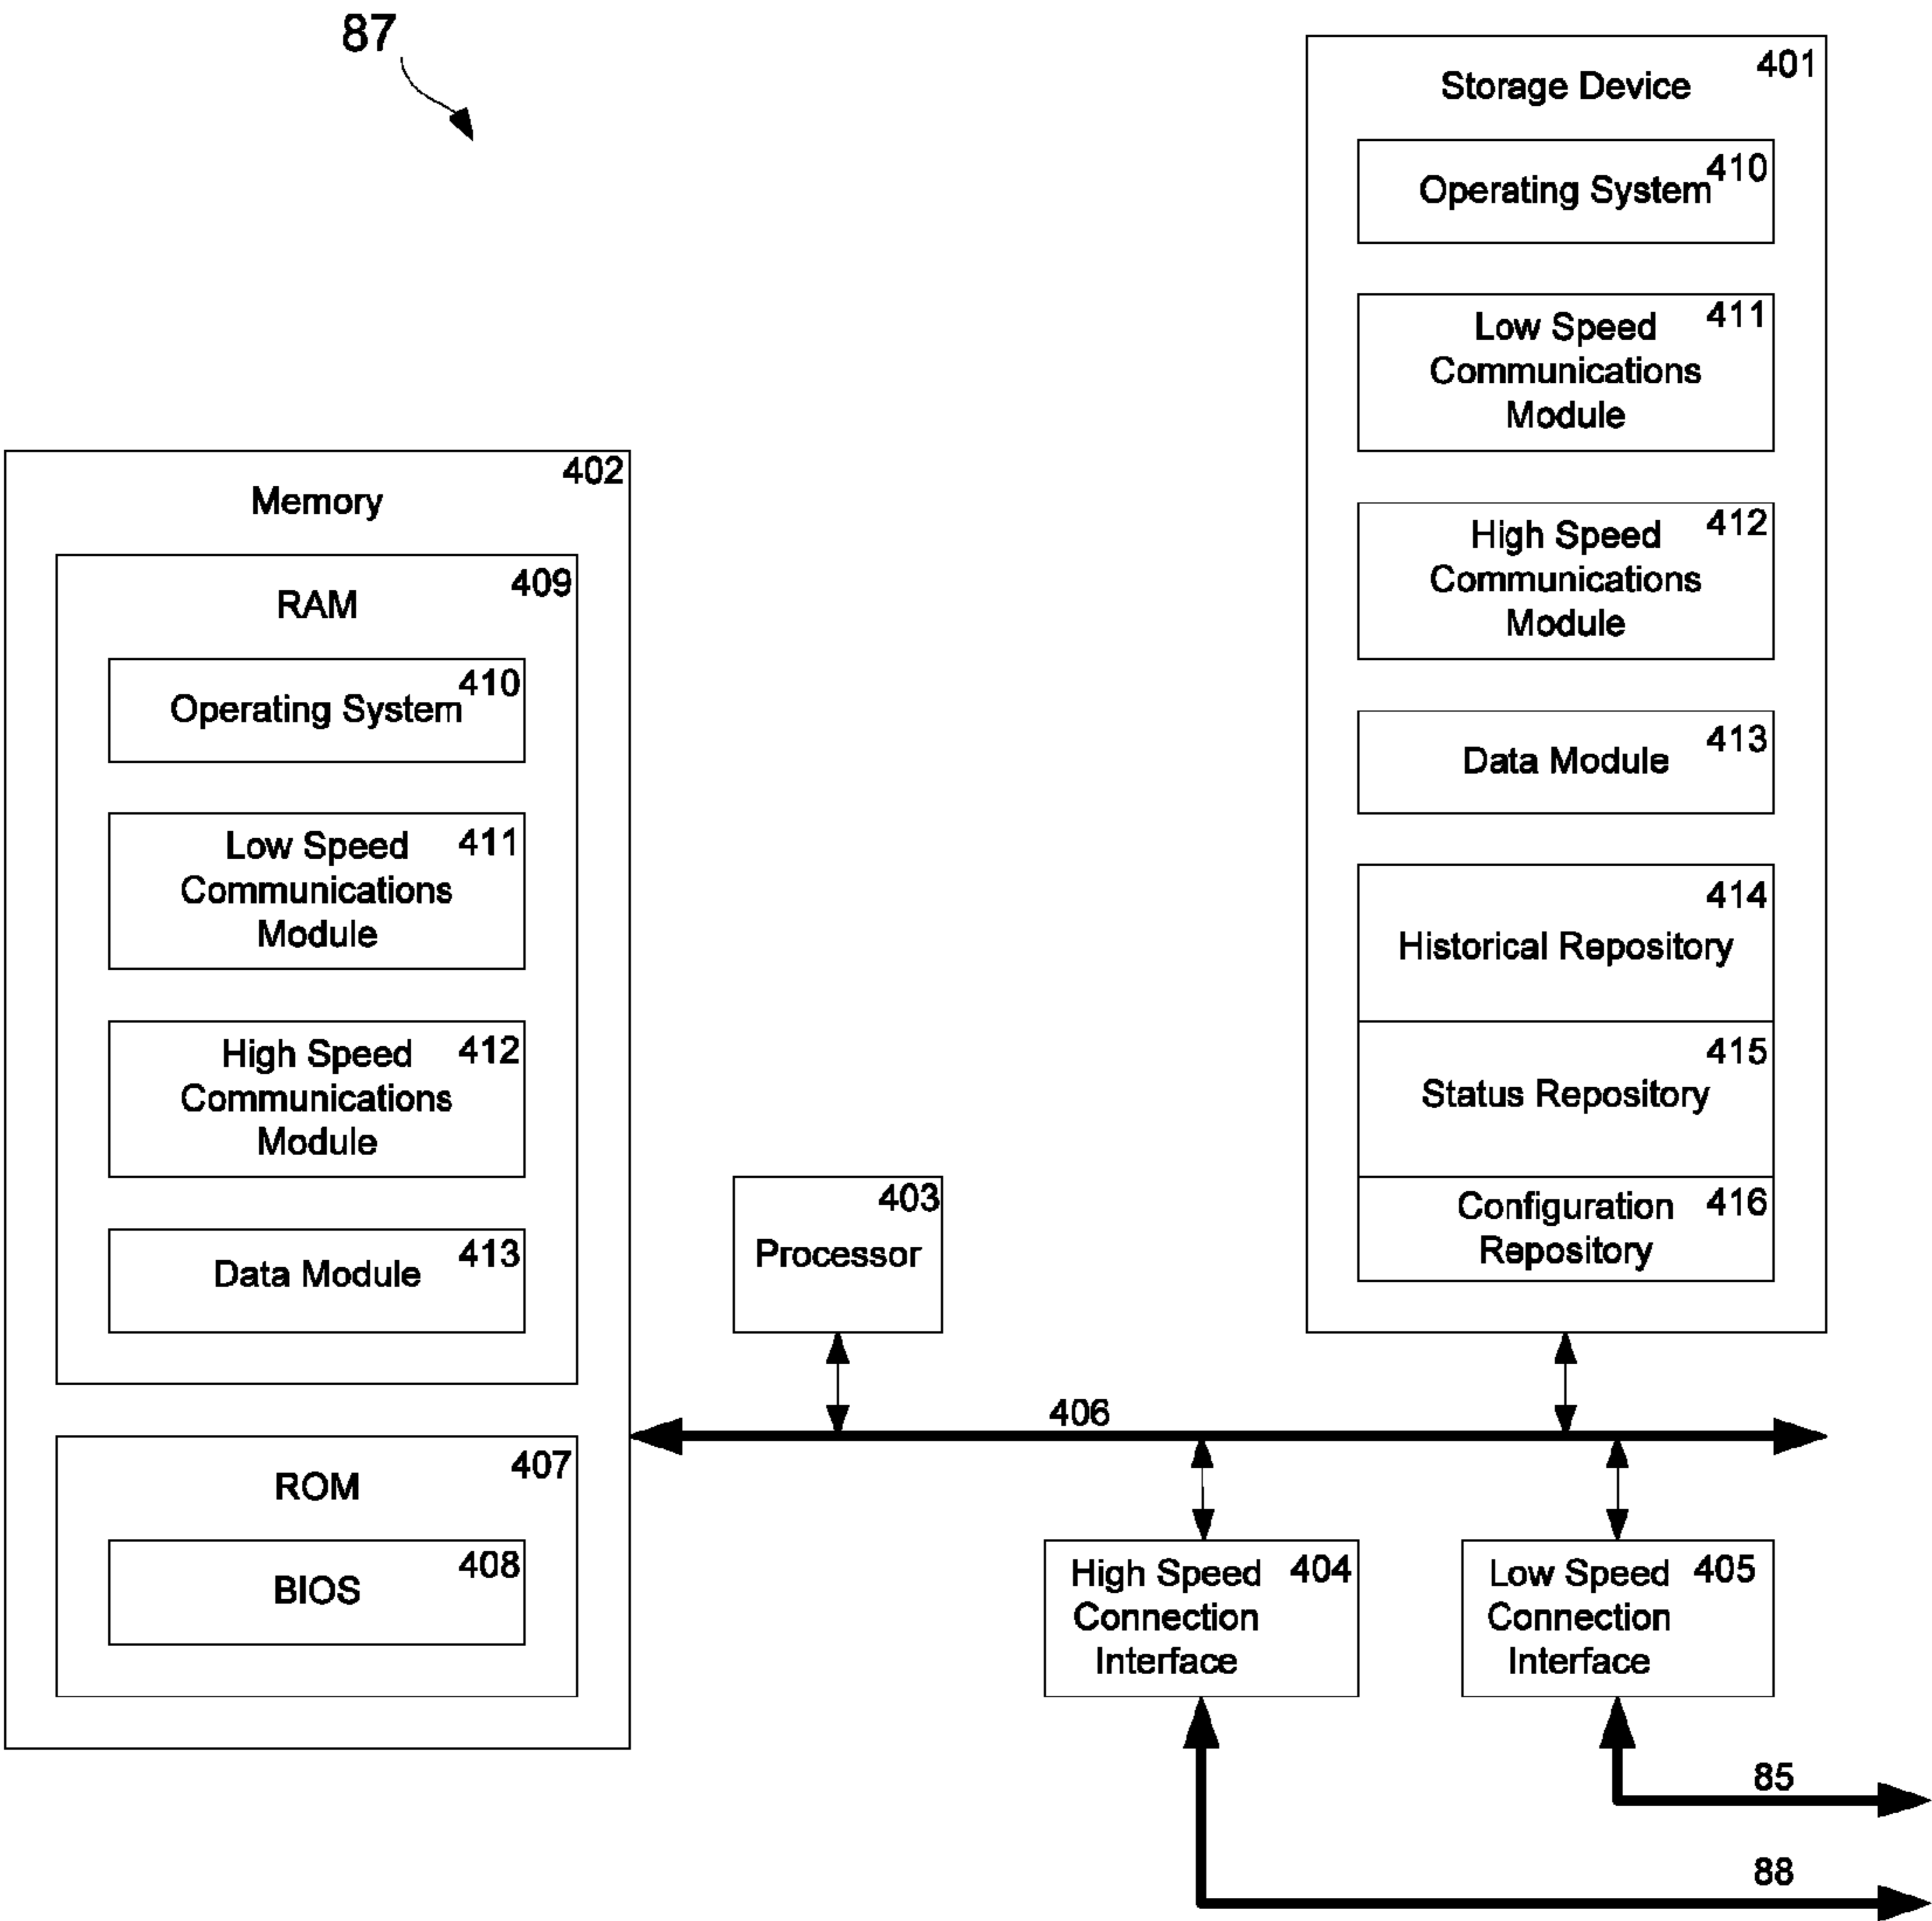 87
401
Storage Device
410
Operating System
411
Low Speed
Communications
Module
412
High Speed
Communications
Module
413
Data Module
414
Historical Repository
415
Status Repository
416
Configuration
Repository
402
Memory
409
RAM
410
Operating System
411
Low Speed
Communications
Module
412
High Speed
Communications
Module
413
Data Module
407
ROM
408
BIOS
403
Processor
406
404
High Speed
Connection
Interface
405
Low Speed
Connection
Interface
85
88